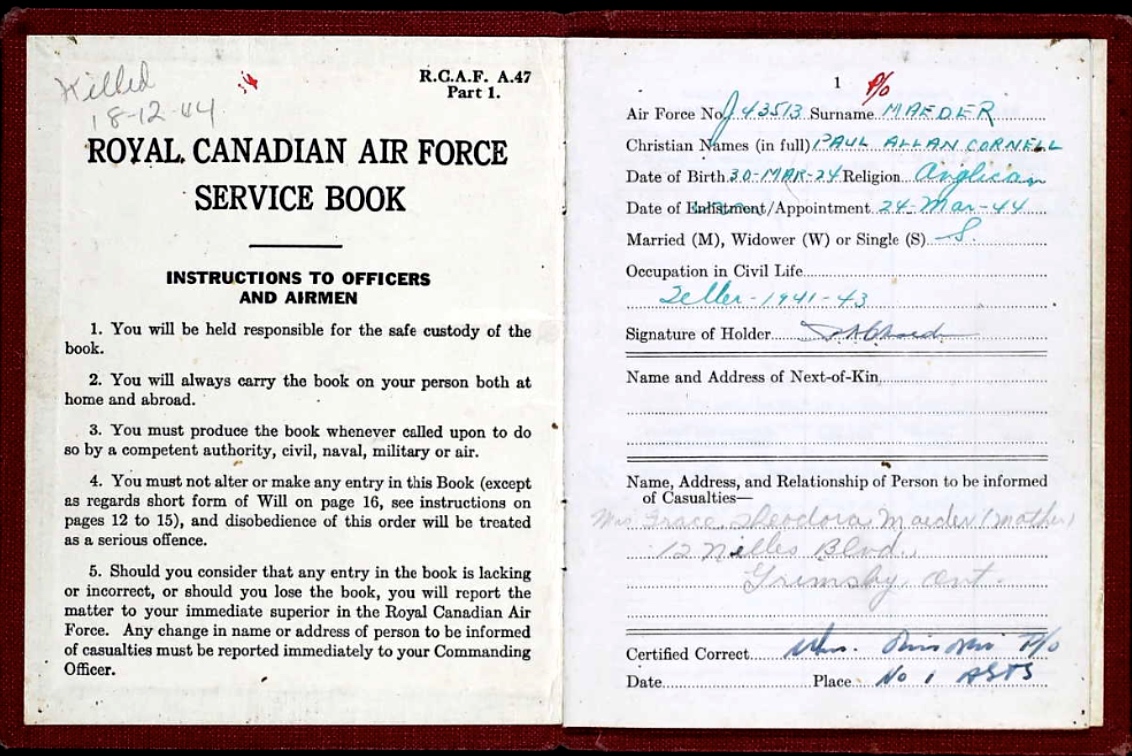 Killed
18-12-44
R.C.A.F. A.47
Part 1.
ROYAL CANADIAN AIR FORCE
SERVICE BOOK
INSTRUCTIONS TO OFFICERS
AND AIRMEN
1. You will be held responsible for the safe custody of the
book.
2. You will always carry the book on your person both at
home and abroad.
3. You must produce the book whenever called upon to do
so by a competent authority, civil, naval, military or air.
4. You must not alter or make any entry in this Book (except
as regards short form of Will on page 16, see instructions on
pages 12 to 15), and disobedience of this order will be treated
as a serious offence.
5. Should you consider that any entry in the book is lacking
or incorrect, or should you lose the book, you will report the
matter to your immediate superior in the Royal Canadian Air
Force. Any change in name or address of person to be informed
of casualties must be reported immediately to your Commanding
Officer.
1 P/O
Air Force No. J43513 Surname MAEDER
Christian Names (in full) PAUL ALLAN CORNELL
Date of Birth 30-MAR-24 Religion Anglican
Date of Enlistment/Appointment 24-Mar-44
Married (M), Widower (W) or Single (S) S
Occupation in Civil Life
Teller-1941-43
Signature of Holder
Name and Address of Next-of-Kin
Name, Address, and Relationship of Person to be informed
of Casualties—
Mrs Grace Theodora Maeder (Mother)
12 Nelles Blvd.,
Grimsby, Ont.
Certified Correct Wm. P/O
Date Place No 1